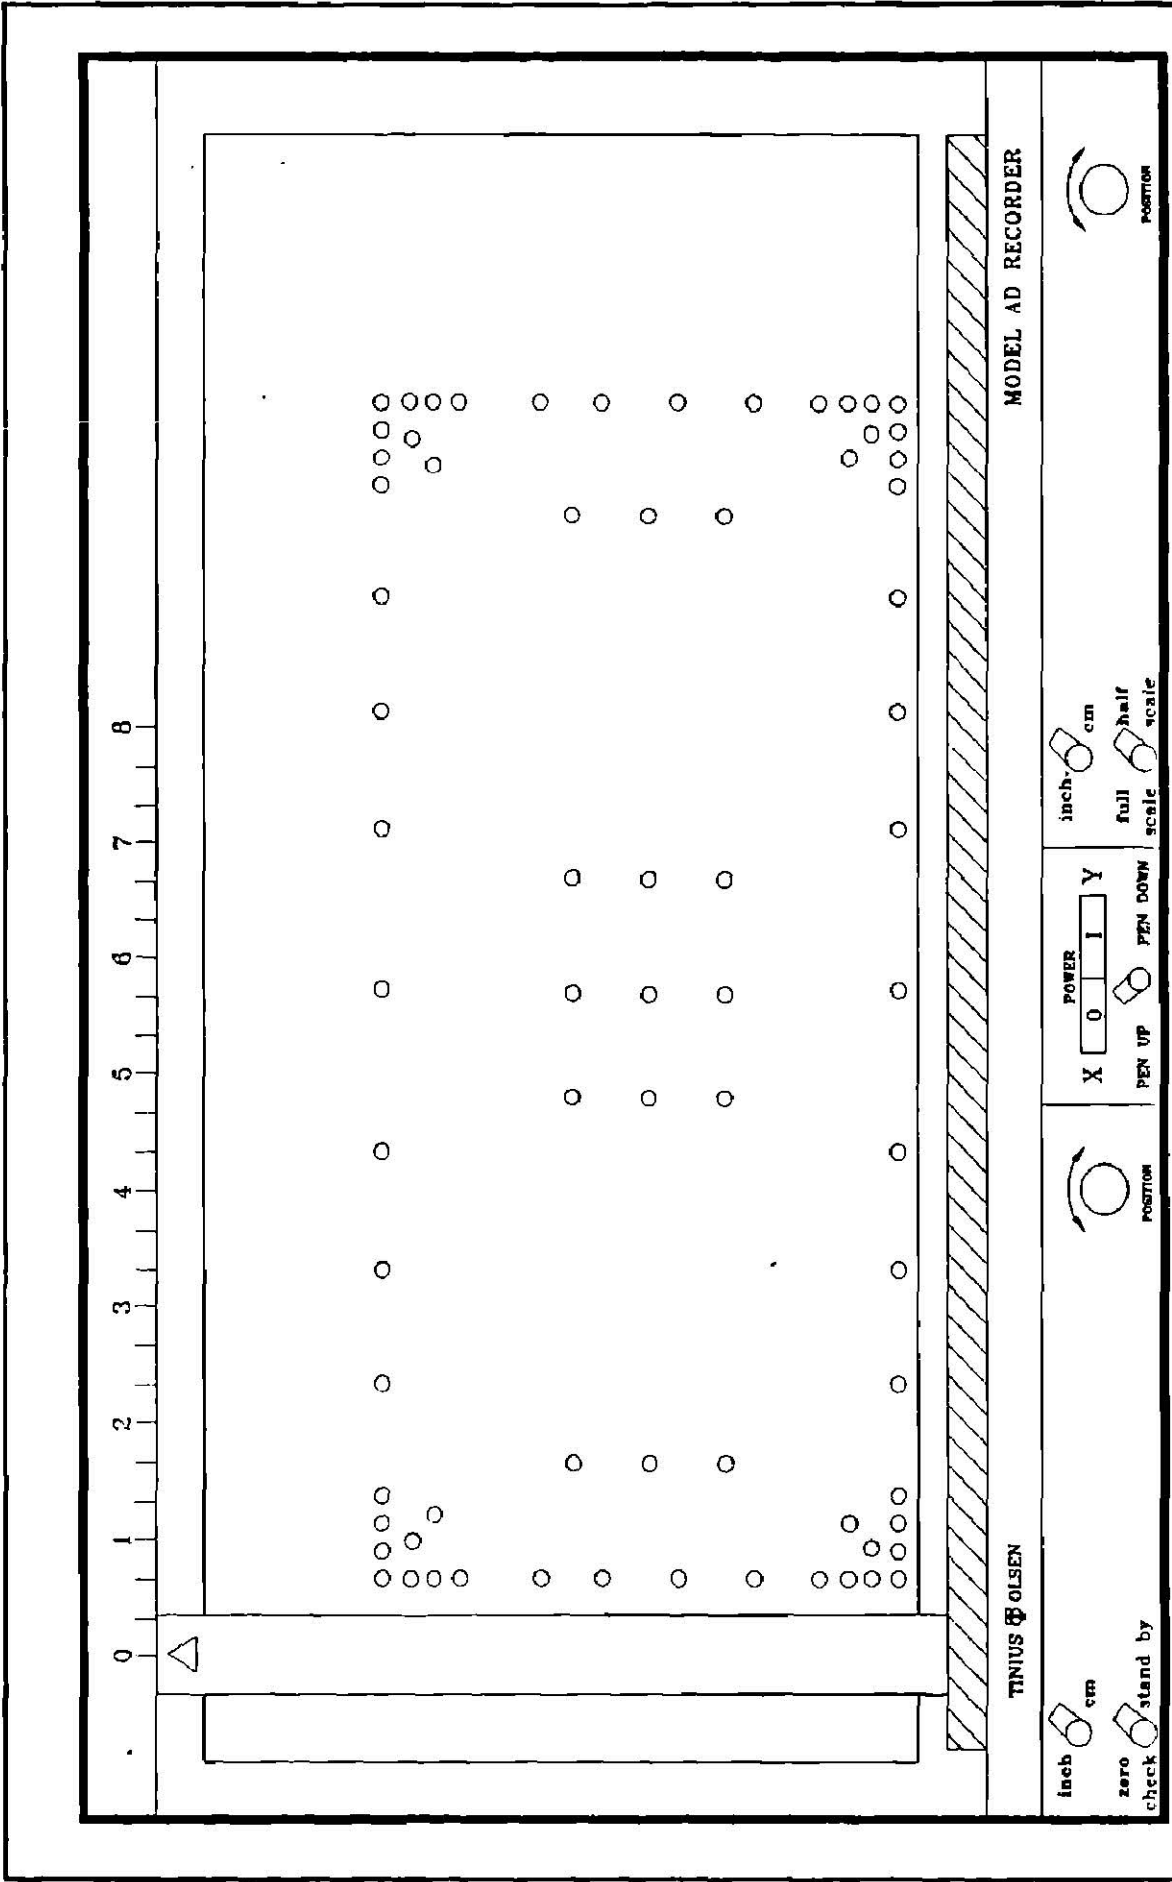 0 1 2 3 4 5 6 7 8
TINIUS OLSEN MODEL AD RECORDER
inch cm
zero
check stand by
POSITION
POWER
X 0 1 Y
PEN UP PEN DOWN
inch cm
full half
scale scale
POSITION